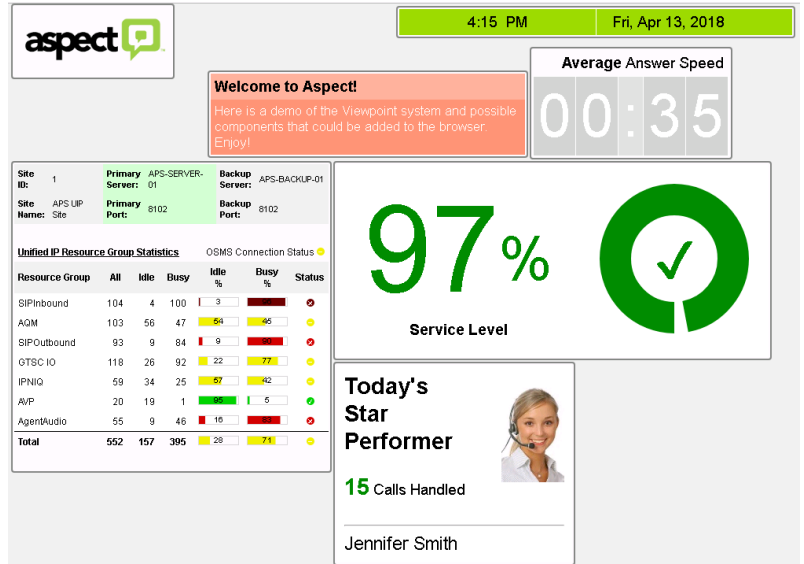 aspect
4:15 PM Fri, Apr 13, 2018
Average Answer Speed
00:35
Welcome to Aspect!
Here is a demo of the Viewpoint system and possible
components that could be added to the browser.
Enjoy!
Site ID: 1 Primary Server: APS-SERVER-01 Backup Server: APS-BACKUP-01
Site Name: APS UIP Site Primary Port: 8102 Backup Port: 8102
Unified IP Resource Group Statistics OSMS Connection Status
Resource Group All Idle Busy Idle % Busy % Status
SIPInbound 104 4 100 3
AQM 103 56 47 54 45
SIPOutbound 93 9 84 9 90
GTSC IO 118 26 92 22 77
IPNIQ 59 34 25 57 42
AVP 20 19 1 95 5
AgentAudio 55 9 46 16 83
Total 552 157 395 28 71
97%
Service Level
Today's
Star
Performer
15 Calls Handled
Jennifer Smith